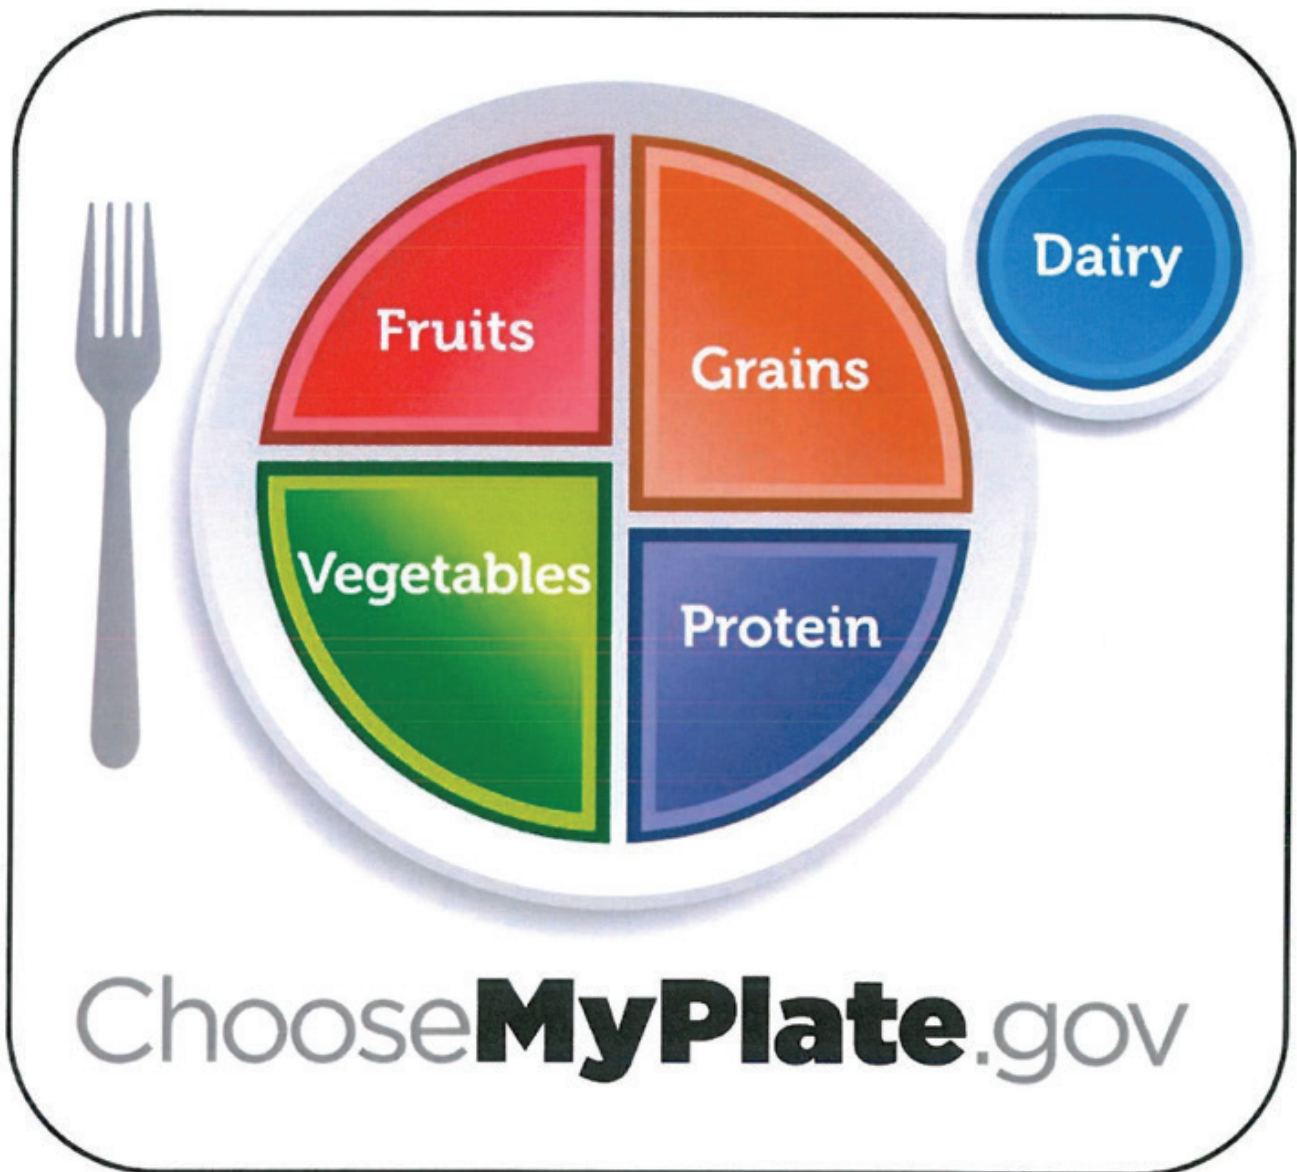 Fruits
Grains
Dairy
Vegetables
Protein
ChooseMyPlate.gov